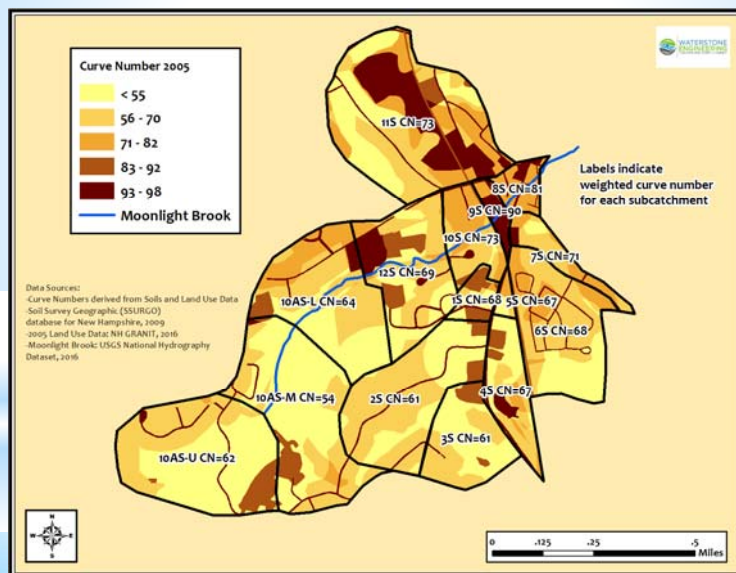 Curve Number 2005
< 55
56 - 70
71 - 82
83 - 92
93 - 98
Moonlight Brook
WATERSTONE
ENGINEERING
Labels indicate
weighted curve number
for each subcatchment
11S CN=73
8S CN=81
9S CN=90
10S CN=73
7S CN=71
12S CN=69
10AS-L CN=64
1S CN=68
5S CN=67
6S CN=68
10AS-M CN=54
2S CN=61
4S CN=67
3S CN=61
10AS-U CN=62
Data Sources:
-Curve Numbers derived from Soils and Land Use Data
-Soil Survey Geographic (SSURGO)
database for New Hampshire, 2009
-2005 Land Use Data: NH GRANIT, 2016
-Moonlight Brook: USGS National Hydrography
Dataset, 2016
N
W E
S
0 .125 .25 .5
Miles